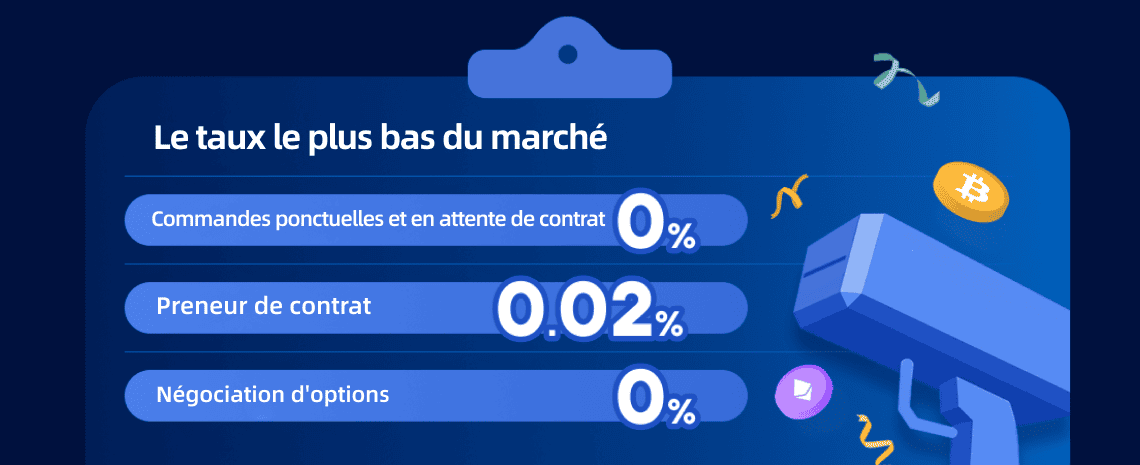 Le taux le plus bas du marché
Commandes ponctuelles et en attente de contrat 0%
Preneur de contrat 0.02%
Négociation d'options 0%